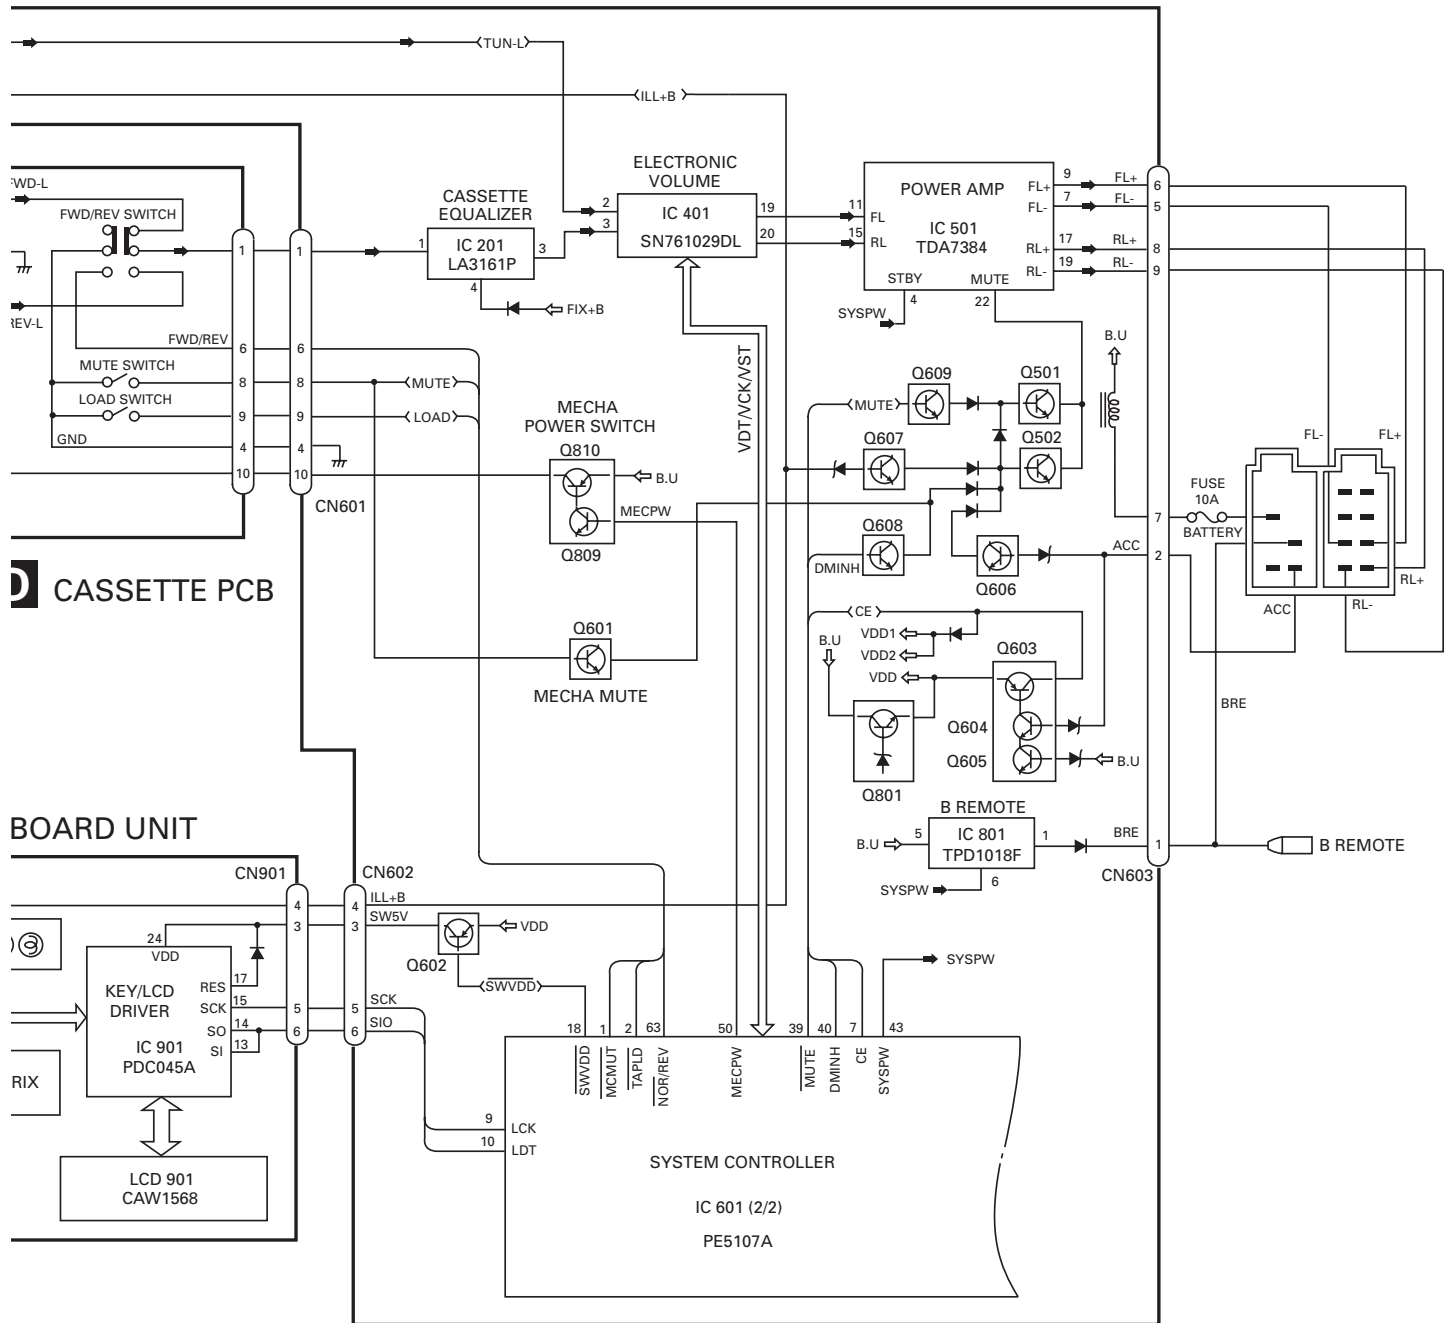 TUN-L
ILL+B
FWD-L
FWD/REV SWITCH
REV-L
1
1
FWD/REV
6
6
MUTE SWITCH
8
8
MUTE
LOAD SWITCH
9
9
LOAD
GND
4
4
10
10
CN601
D CASSETTE PCB
CASSETTE
EQUALIZER
1
IC 201
LA3161P
3
4
FIX+B
ELECTRONIC
VOLUME
2
3
IC 401
SN761029DL
19
20
VDT/VCK/VST
POWER AMP
IC 501
TDA7384
11
FL
15
RL
FL+
9
FL+
6
FL-
7
FL-
5
RL+
17
RL+
8
RL-
19
RL-
9
STBY
MUTE
4
22
SYSPW
B.U
MECHA
POWER SWITCH
Q810
B.U
MECPW
Q809
Q601
MECHA MUTE
Q609
Q501
MUTE
Q607
Q502
Q608
DMINH
Q606
ACC
2
7
FUSE
10A
BATTERY
FL-
FL+
RL+
ACC
RL-
CE
VDD1
VDD2
VDD
B.U
Q603
Q604
Q605
B.U
Q801
BRE
B REMOTE
B.U
5
IC 801
TPD1018F
1
BRE
1
B REMOTE
SYSPW
6
CN603
BOARD UNIT
CN901
CN602
4
4
ILL+B
3
3
SW5V
VDD
Q602
SWVDD
24
VDD
RES
17
KEY/LCD
DRIVER
SCK
15
5
5
SCK
SO
14
6
6
SIO
SI
13
IC 901
PDC045A
RIX
LCD 901
CAW1568
SYSPW
18
1
2
63
50
39
40
7
43
SWVDD
MCMUT
TAPLD
NOR/REV
MECPW
MUTE
DMINH
CE
SYSPW
9
LCK
10
LDT
SYSTEM CONTROLLER
IC 601 (2/2)
PE5107A